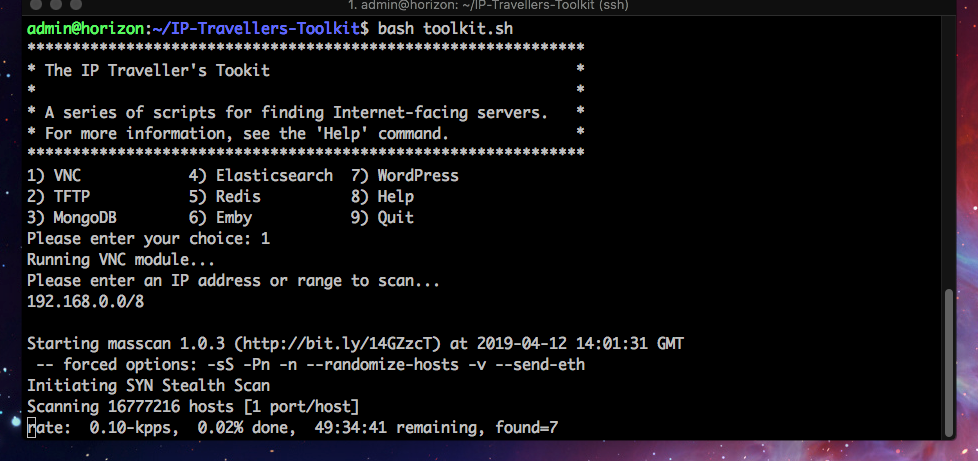 1. admin@horizon: ~/IP-Travellers-Toolkit (ssh)
admin@horizon:~/IP-Travellers-Toolkit$ bash toolkit.sh
**************************************************************
* The IP Traveller's Tookit                                  *
*                                                            *
* A series of scripts for finding Internet-facing servers.   *
* For more information, see the 'Help' command.              *
**************************************************************
1) VNC            4) Elasticsearch  7) WordPress
2) TFTP           5) Redis          8) Help
3) MongoDB        6) Emby           9) Quit
Please enter your choice: 1
Running VNC module...
Please enter an IP address or range to scan...
192.168.0.0/8
Starting masscan 1.0.3 (http://bit.ly/14GZzcT) at 2019-04-12 14:01:31 GMT
 -- forced options: -sS -Pn -n --randomize-hosts -v --send-eth
Initiating SYN Stealth Scan
Scanning 16777216 hosts [1 port/host]
rate:  0.10-kpps,  0.02% done,  49:34:41 remaining, found=7